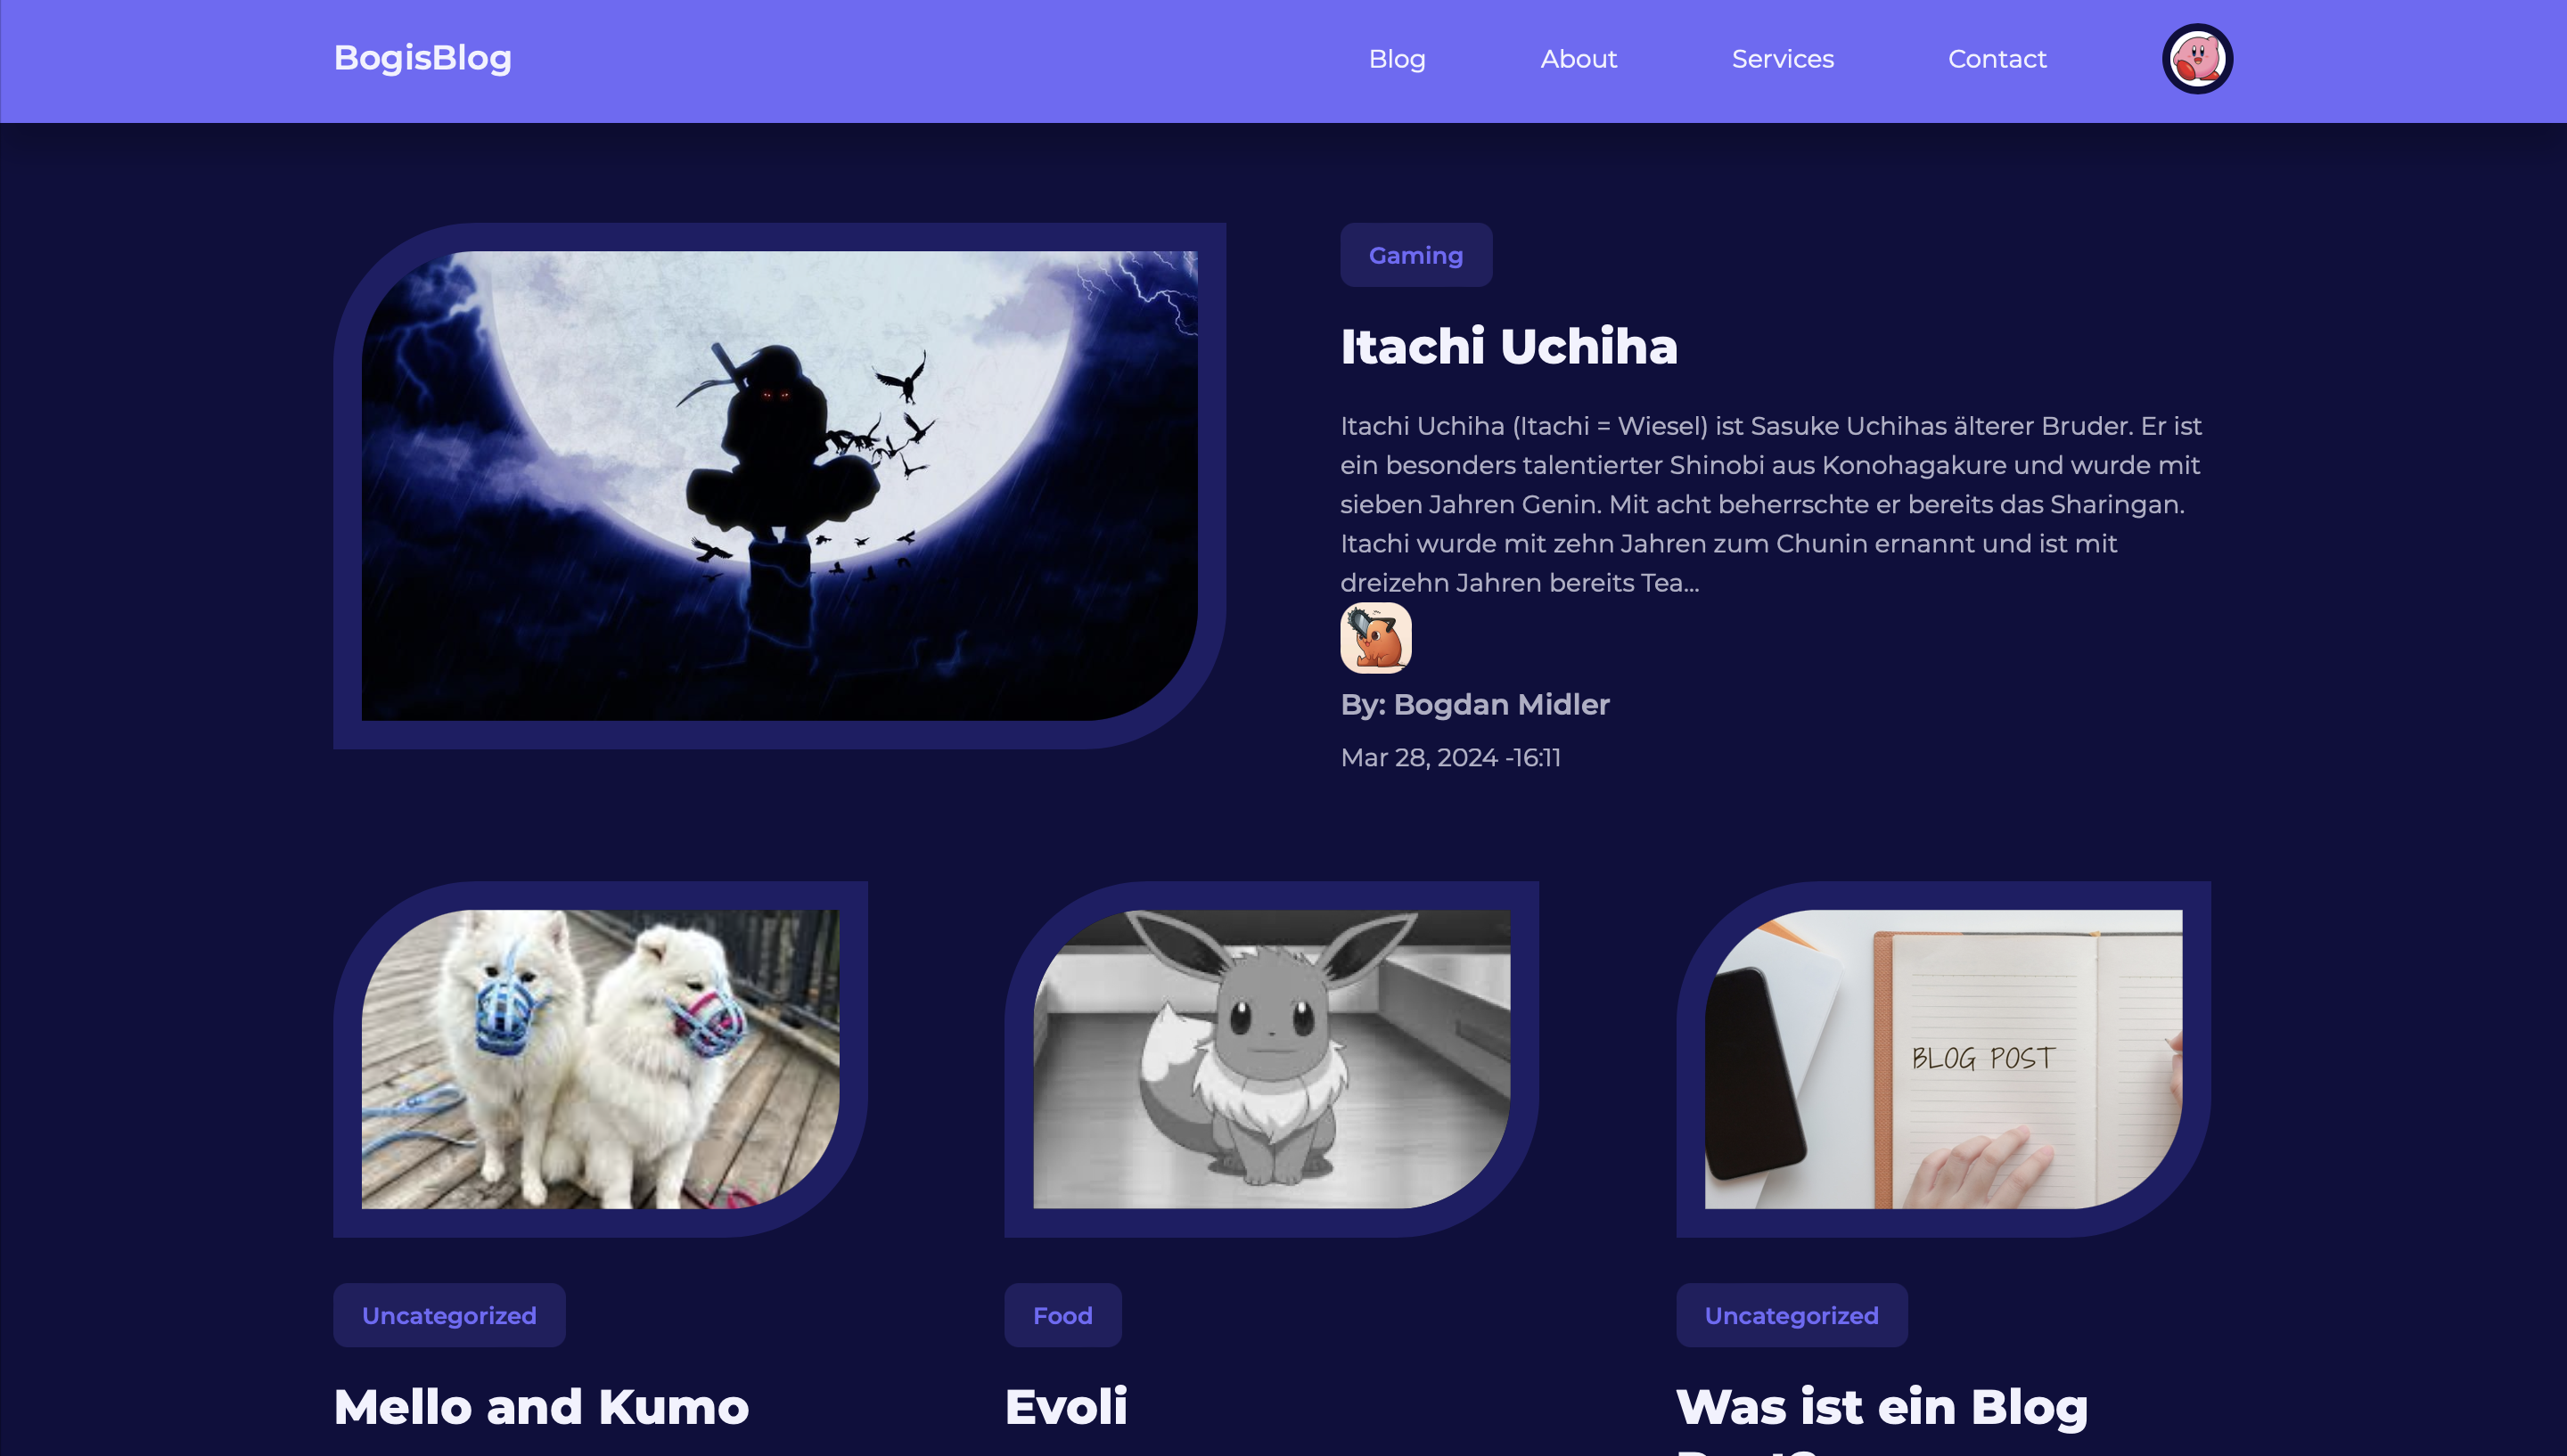 BogisBlog
Blog
About
Services
Contact
Gaming
Itachi Uchiha
Itachi Uchiha (Itachi = Wiesel) ist Sasuke Uchihas älterer Bruder. Er ist
ein besonders talentierter Shinobi aus Konohagakure und wurde mit
sieben Jahren Genin. Mit acht beherrschte er bereits das Sharingan.
Itachi wurde mit zehn Jahren zum Chunin ernannt und ist mit
dreizehn Jahren bereits Tea...
By: Bogdan Midler
Mar 28, 2024 -16:11
BLOG POST
Uncategorized
Mello and Kumo
Food
Evoli
Uncategorized
Was ist ein Blog